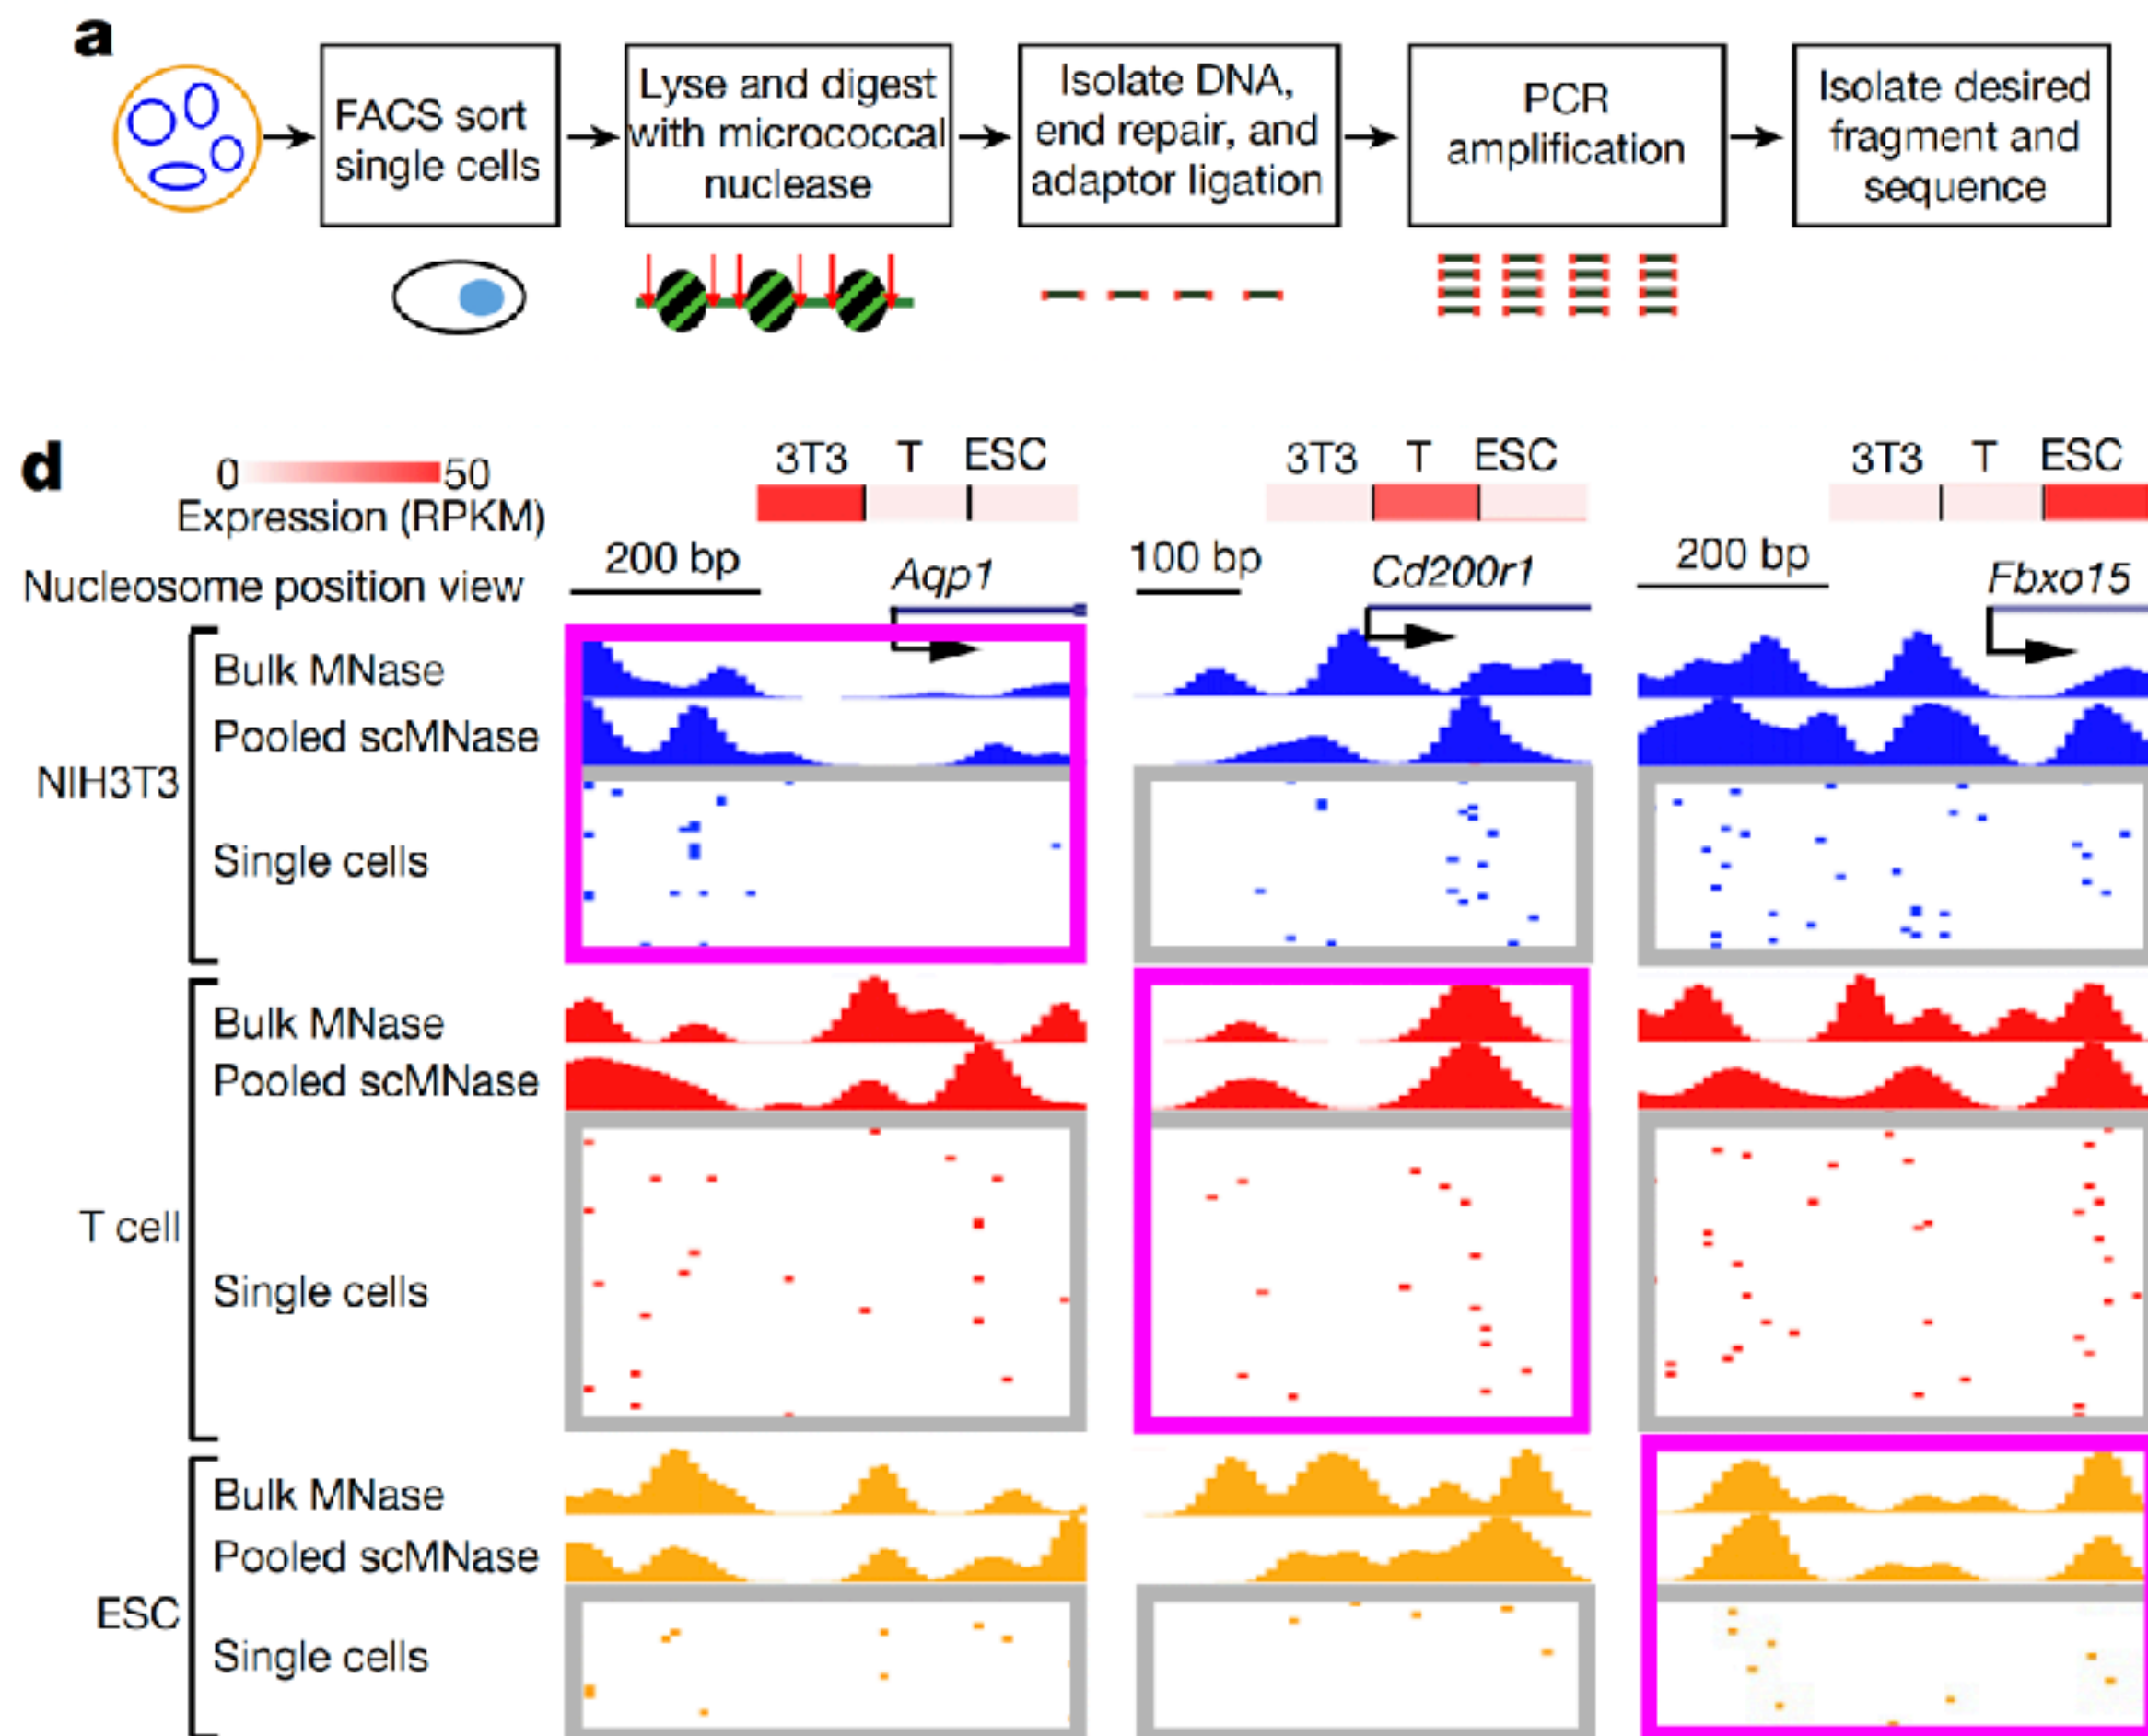 a
FACS sort
single cells
Lyse and digest
with micrococcal
nuclease
Isolate DNA,
end repair, and
adaptor ligation
PCR
amplification
Isolate desired
fragment and
sequence
d
0 50
Expression (RPKM)
3T3 T ESC
3T3 T ESC
3T3 T ESC
Nucleosome position view
200 bp
Aqp1
100 bp
Cd200r1
200 bp
Fbxo15
NIH3T3
Bulk MNase
Pooled scMNase
Single cells
T cell
Bulk MNase
Pooled scMNase
Single cells
ESC
Bulk MNase
Pooled scMNase
Single cells